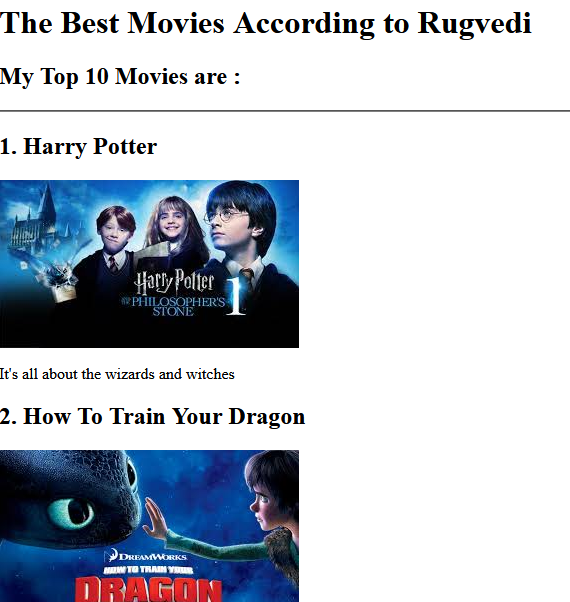 The Best Movies According to Rugvedi
My Top 10 Movies are :
1. Harry Potter
Harry Potter
AND THE PHILOSOPHER'S
STONE
1
It's all about the wizards and witches
2. How To Train Your Dragon
DREAMWORKS
HOW TO TRAIN YOUR
DRAGON